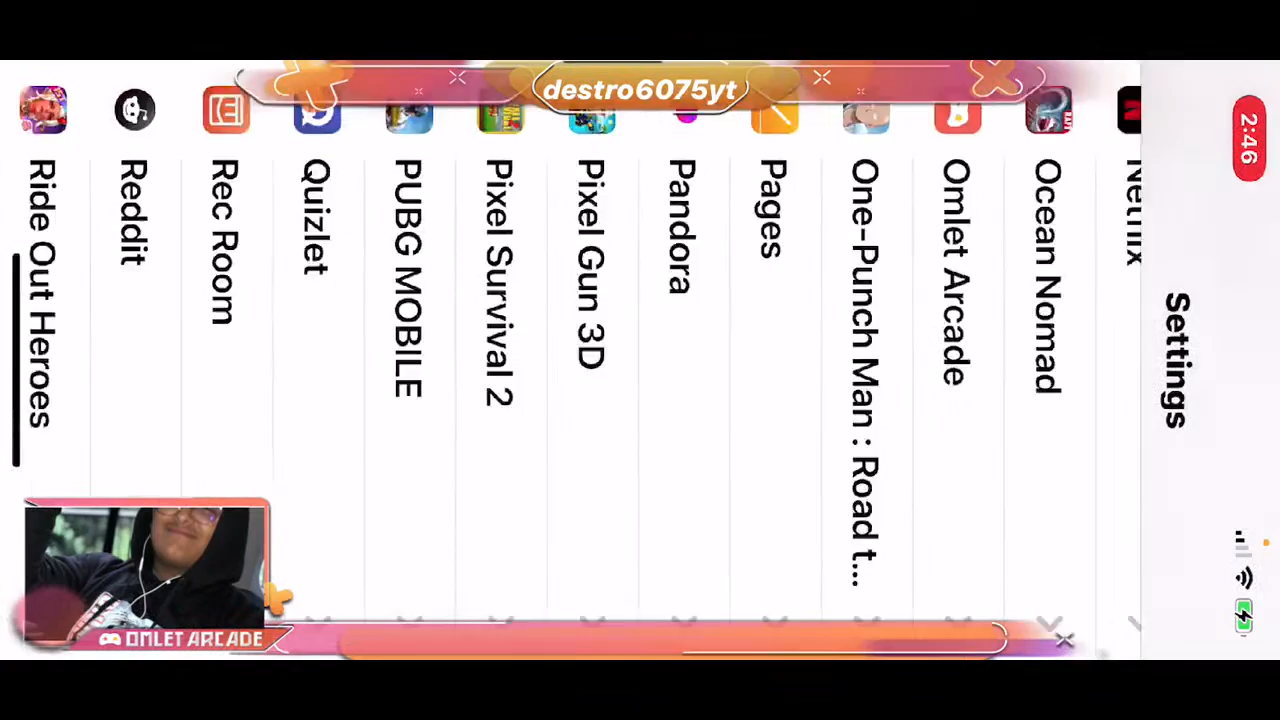 destro6075yt
2:46
Settings
Netflix
Ocean Nomad
Omlet Arcade
One-Punch Man : Road t...
Pages
Pandora
Pixel Gun 3D
Pixel Survival 2
PUBG MOBILE
Quizlet
Rec Room
Reddit
Ride Out Heroes
OMLET ARCADE